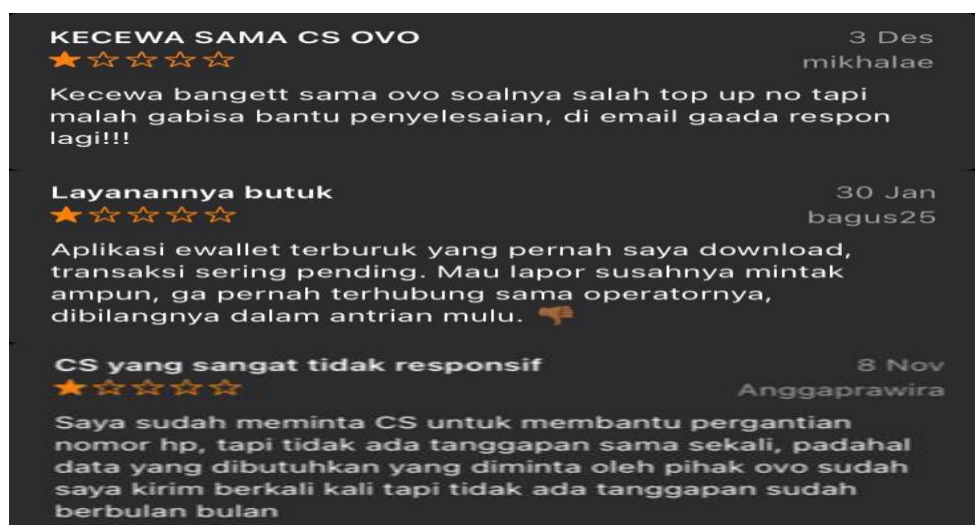 KECEWA SAMA CS OVO
3 Des
mikhalae
Kecewa bangett sama ovo soalnya salah top up no tapi
malah gabisa bantu penyelesaian, di email gaada respon
lagi!!!
Layanannya butuk
30 Jan
bagus25
Aplikasi ewallet terburuk yang pernah saya download,
transaksi sering pending. Mau lapor susahnya mintak
ampun, ga pernah terhubung sama operatornya,
dibilangnya dalam antrian mulu. 👎
CS yang sangat tidak responsif
8 Nov
Anggaprawira
Saya sudah meminta CS untuk membantu pergantian
nomor hp, tapi tidak ada tanggapan sama sekali, padahal
data yang dibutuhkan yang diminta oleh pihak ovo sudah
saya kirim berkali kali tapi tidak ada tanggapan sudah
berbulan bulan